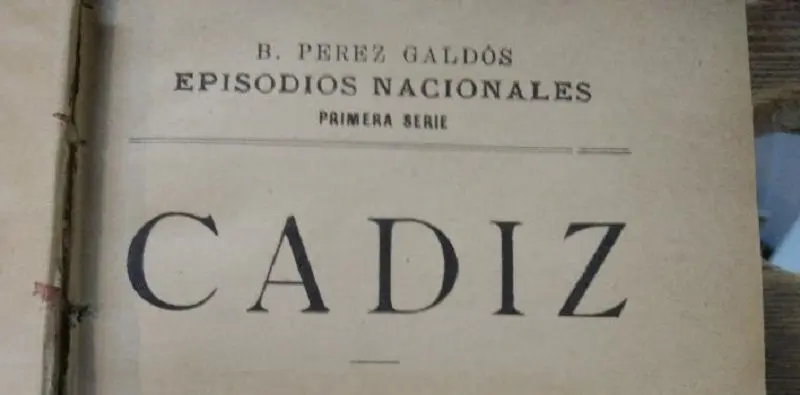 B. PEREZ GALDÓS
EPISODIOS NACIONALES
PRIMERA SERIE
CADIZ